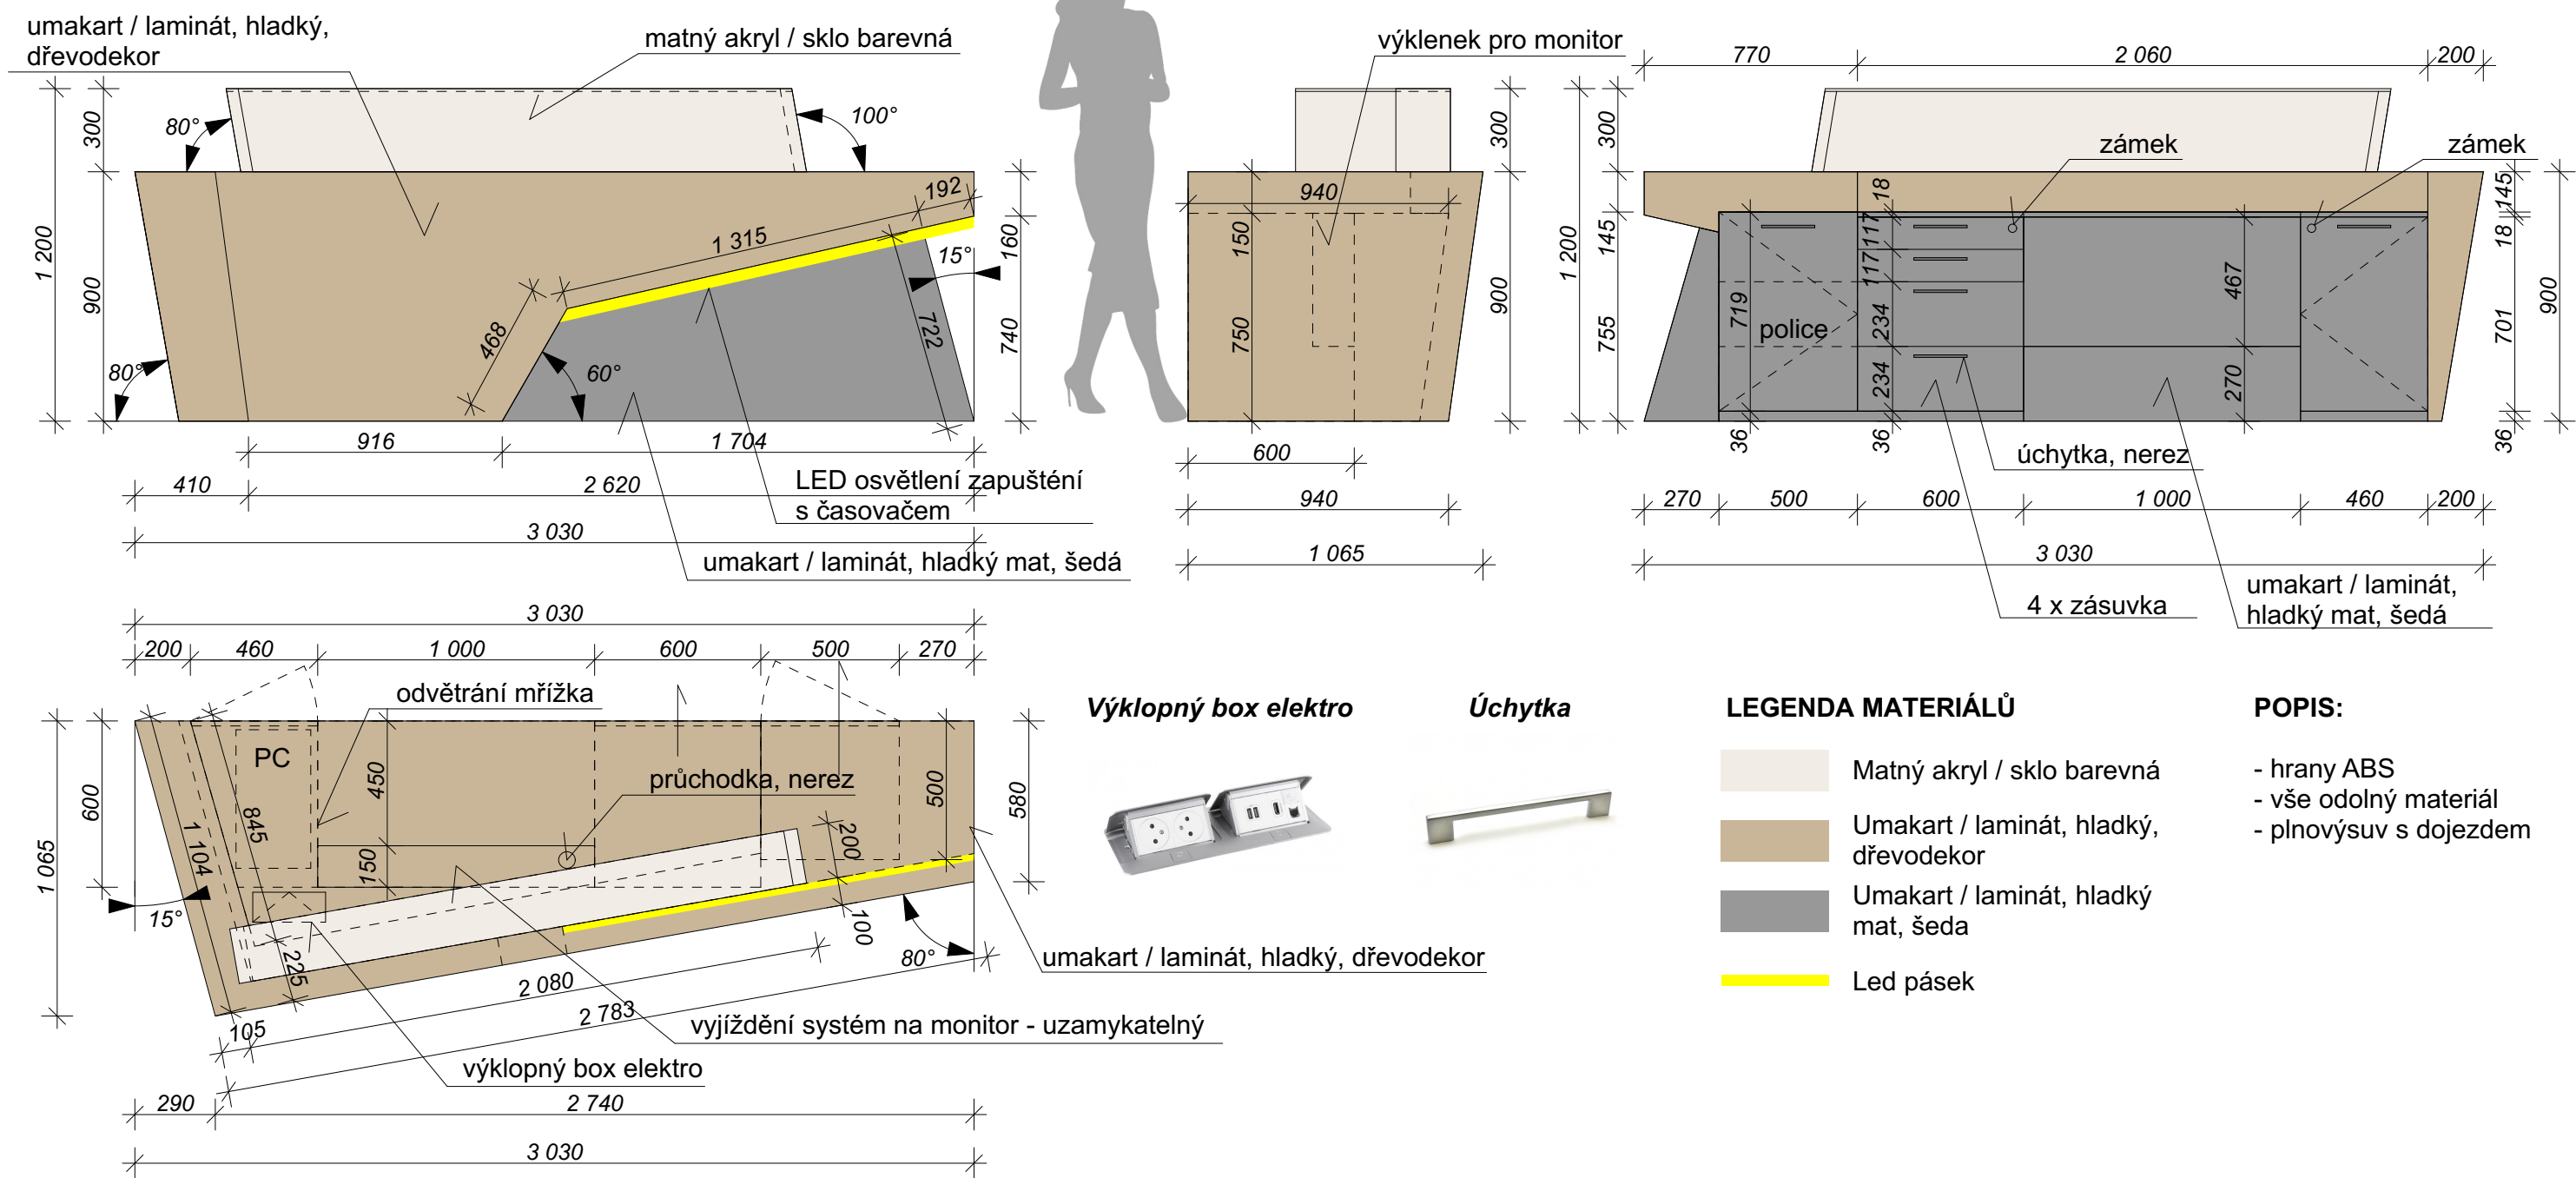 umakart / laminát, hladký,
dřevodekor
matný akryl / sklo barevná
80°
100°
300
1 200
900
192
1 315
15°
160
468
722
740
80°
60°
916
1 704
410
2 620
3 030
LED osvětlení zapuštění
s časovačem
umakart / laminát, hladký mat, šedá
výklenek pro monitor
300
940
150
750
900
1 200
600
940
1 065
770
2 060
200
300
145
755
zámek
zámek
18
117
117
234
234
36
719
police
36
467
270
145
18
701
36
900
úchytka, nerez
270
500
600
1 000
460
200
3 030
4 x zásuvka
umakart / laminát,
hladký mat, šedá
3 030
200
460
1 000
600
500
270
odvětrání mřížka
PC
průchodka, nerez
600
1 065
1 104
845
450
150
500
580
200
100
15°
80°
225
105
2 080
2 783
umakart / laminát, hladký, dřevodekor
vyjíždění systém na monitor - uzamykatelný
výklopný box elektro
290
2 740
3 030
Výklopný box elektro
Úchytka
LEGENDA MATERIÁLŮ
Matný akryl / sklo barevná
Umakart / laminát, hladký,
dřevodekor
Umakart / laminát, hladký
mat, šeda
Led pásek
POPIS:
- hrany ABS
- vše odolný materiál
- plnovýsuv s dojezdem